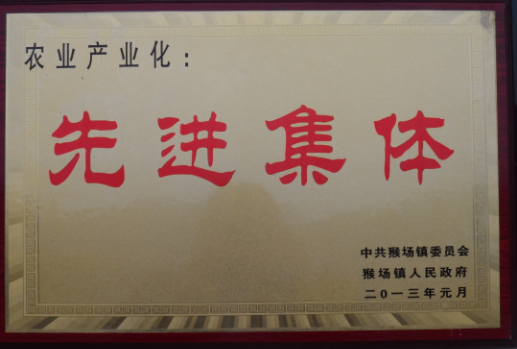 农业产业化：
先进集体
中共猴场镇委员会
猴场镇人民政府
二0一三年元月